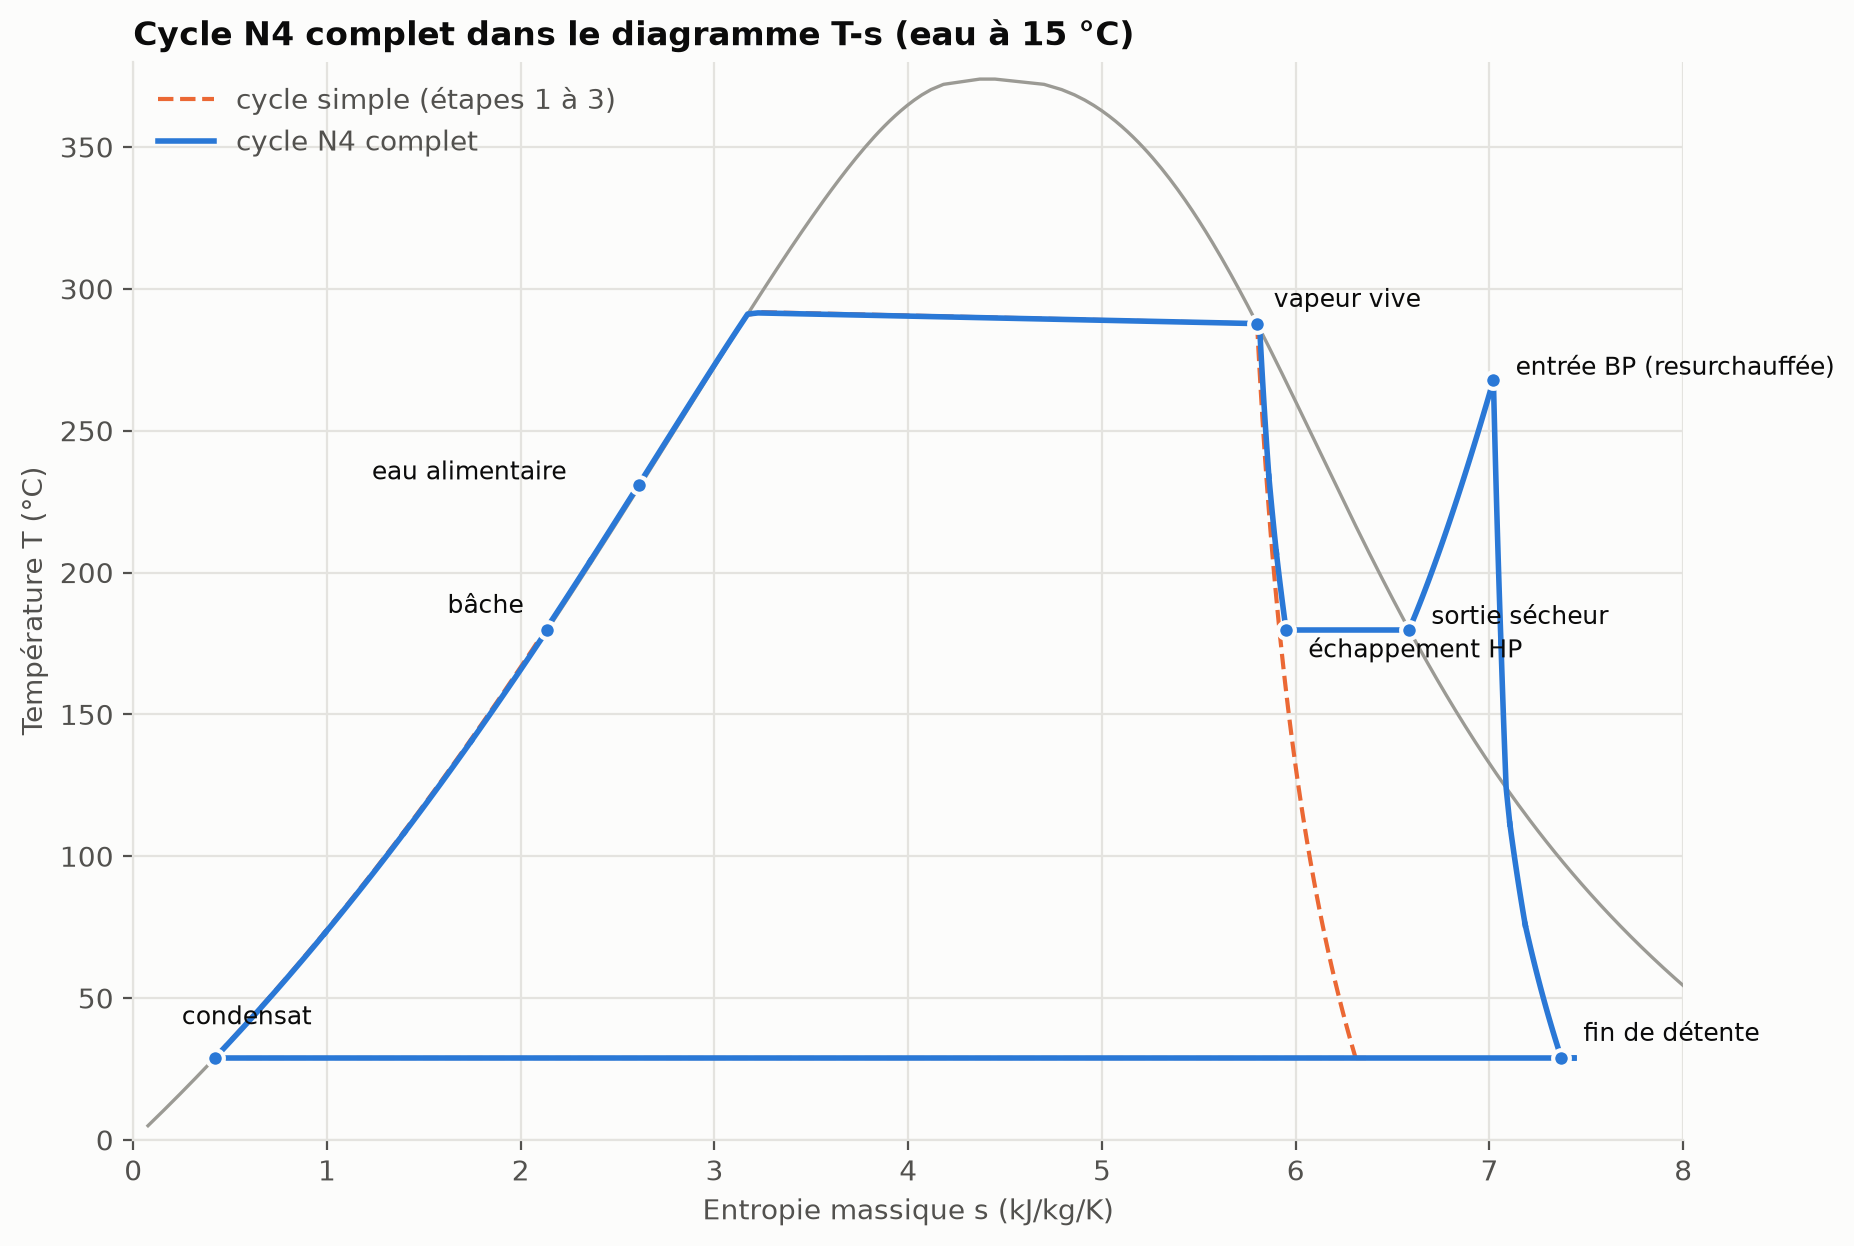 Cycle N4 complet dans le diagramme T-s (eau à 15 °C)
cycle simple (étapes 1 à 3)
cycle N4 complet
350
300
250
200
150
100
50
0
Température T (°C)
vapeur vive
entrée BP (resurchauffée)
eau alimentaire
bâche
sortie sécheur
échappement HP
condensat
fin de détente
0 1 2 3 4 5 6 7 8
Entropie massique s (kJ/kg/K)